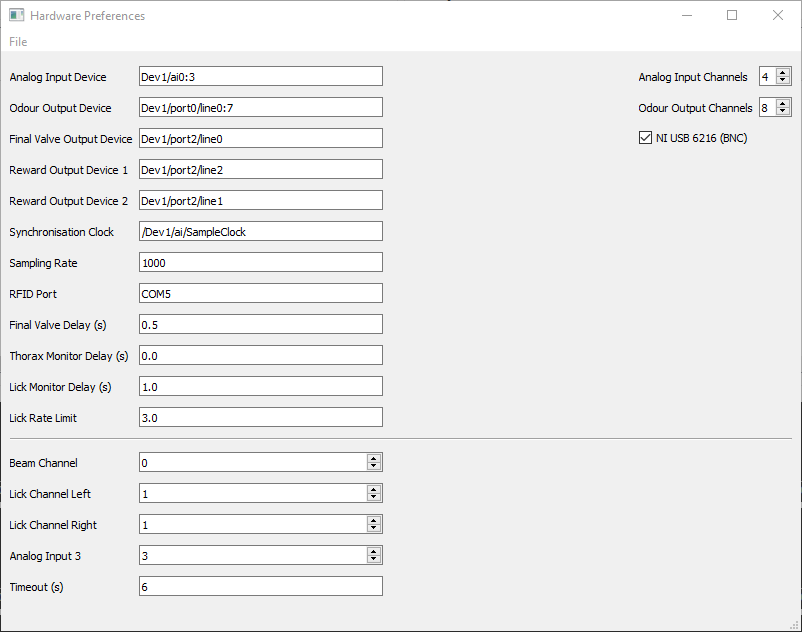 Hardware Preferences
File
Analog Input Device Dev1/ai0:3 Analog Input Channels 4
Odour Output Device Dev1/port0/line0:7 Odour Output Channels 8
Final Valve Output Device Dev1/port2/line0 NI USB 6216 (BNC)
Reward Output Device 1 Dev1/port2/line2
Reward Output Device 2 Dev1/port2/line1
Synchronisation Clock /Dev1/ai/SampleClock
Sampling Rate 1000
RFID Port COM5
Final Valve Delay (s) 0.5
Thorax Monitor Delay (s) 0.0
Lick Monitor Delay (s) 1.0
Lick Rate Limit 3.0
Beam Channel 0
Lick Channel Left 1
Lick Channel Right 1
Analog Input 3 3
Timeout (s) 6